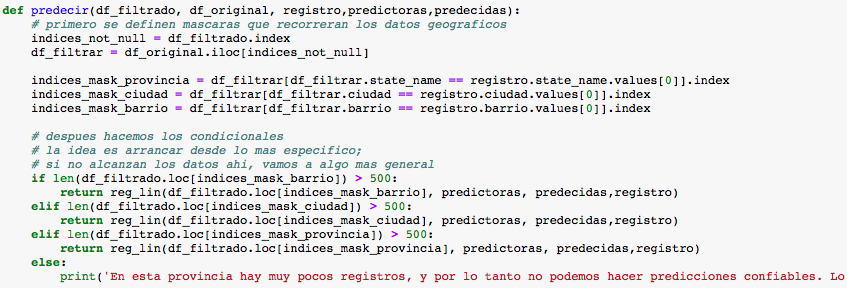 def predecir(df_filtrado, df_original, registro,predictoras,predecidas):
    # primero se definen mascaras que recorreran los datos geograficos
    indices_not_null = df_filtrado.index
    df_filtrar = df_original.iloc[indices_not_null]
    indices_mask_provincia = df_filtrar[df_filtrar.state_name == registro.state_name.values[0]].index
    indices_mask_ciudad = df_filtrar[df_filtrar.ciudad == registro.ciudad.values[0]].index
    indices_mask_barrio = df_filtrar[df_filtrar.barrio == registro.barrio.values[0]].index
    # despues hacemos los condicionales
    # la idea es arrancar desde lo mas especifico;
    # si no alcanzan los datos ahi, vamos a algo mas general
    if len(df_filtrado.loc[indices_mask_barrio]) > 500:
        return reg_lin(df_filtrado.loc[indices_mask_barrio], predictoras, predecidas,registro)
    elif len(df_filtrado.loc[indices_mask_ciudad]) > 500:
        return reg_lin(df_filtrado.loc[indices_mask_ciudad], predictoras, predecidas,registro)
    elif len(df_filtrado.loc[indices_mask_provincia]) > 500:
        return reg_lin(df_filtrado.loc[indices_mask_provincia], predictoras, predecidas,registro)
    else:
        print('En esta provincia hay muy pocos registros, y por lo tanto no podemos hacer predicciones confiables. Lo